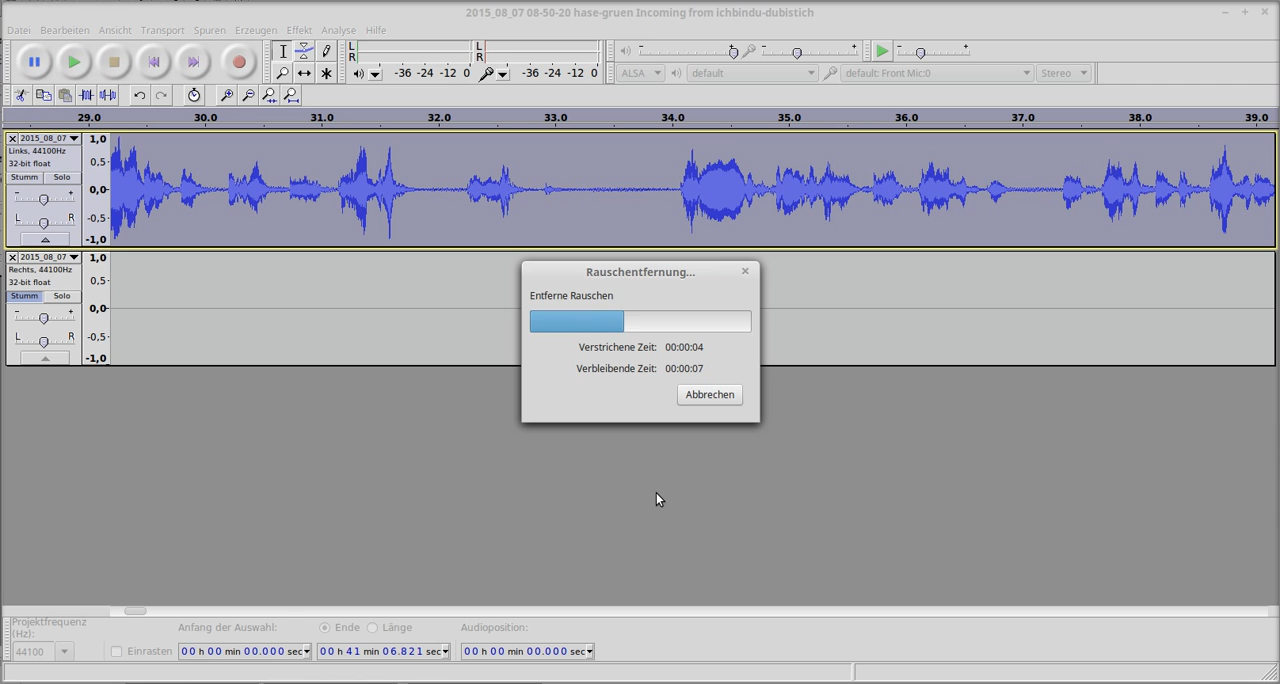 2015_08_07 08-50-20 hase-gruen Incoming from ichbindu-dubistich
Datei Bearbeiten Ansicht Transport Spuren Erzeugen Effekt Analyse Hilfe
L
R
-36 -24 -12 0
L
R
-36 -24 -12 0
ALSA default default: Front Mic:0 Stereo
29.0 30.0 31.0 32.0 33.0 34.0 35.0 36.0 37.0 38.0 39.0
2015_08_07
Links, 44100Hz
32-bit float
Stumm Solo
- +
L R
1,0
0,5-
0,0-
-0,5-
-1,0
2015_08_07
Rechts, 44100Hz
32-bit float
Stumm Solo
- +
L R
1,0
0,5-
0,0-
-0,5-
-1,0
Rauschentfernung...
Entferne Rauschen
Verstrichene Zeit: 00:00:04
Verbleibende Zeit: 00:00:07
Abbrechen
Projektfrequenz (Hz):
44100
Einrasten
Anfang der Auswahl:
00 h 00 min 00.000 sec
Ende Länge
00 h 41 min 06.821 sec
Audioposition:
00 h 00 min 00.000 sec